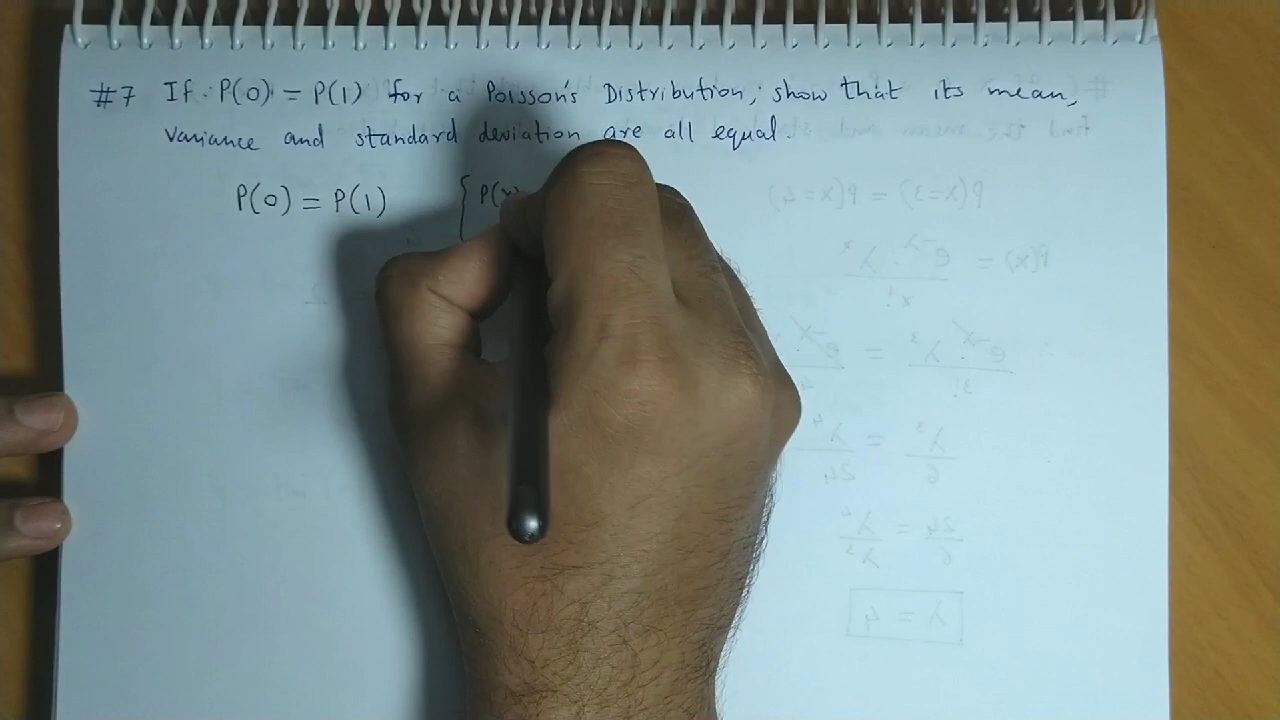 #7 If P(0) = P(1) for a Poisson's Distribution, show that its mean,
variance and standard deviation are all equal.
P(0) = P(1) { P(x)